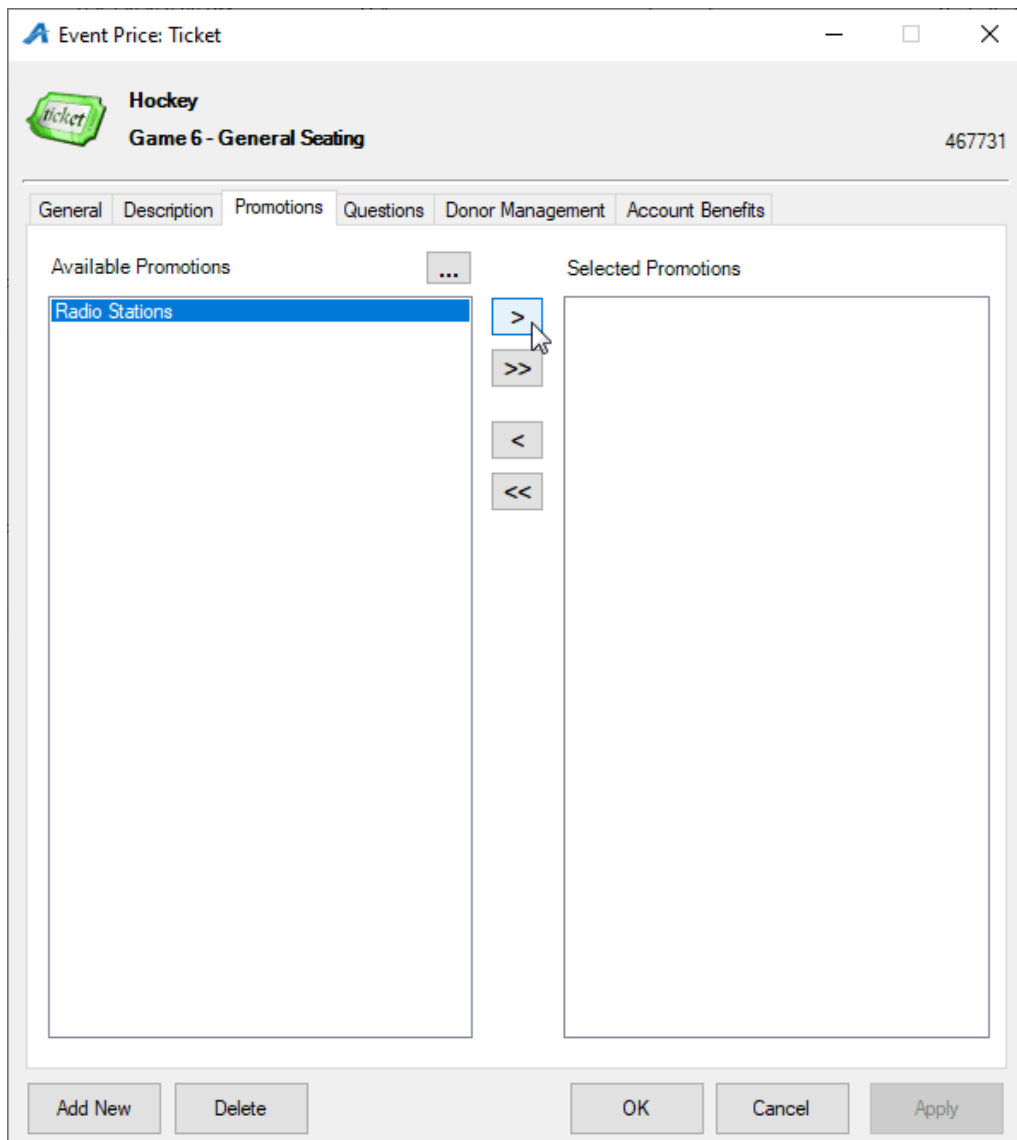 Event Price: Ticket
ticket
Hockey
Game 6 - General Seating
467731
General Description Promotions Questions Donor Management Account Benefits
Available Promotions ... Selected Promotions
Radio Stations
>
>>
<
<<
Add New Delete OK Cancel Apply